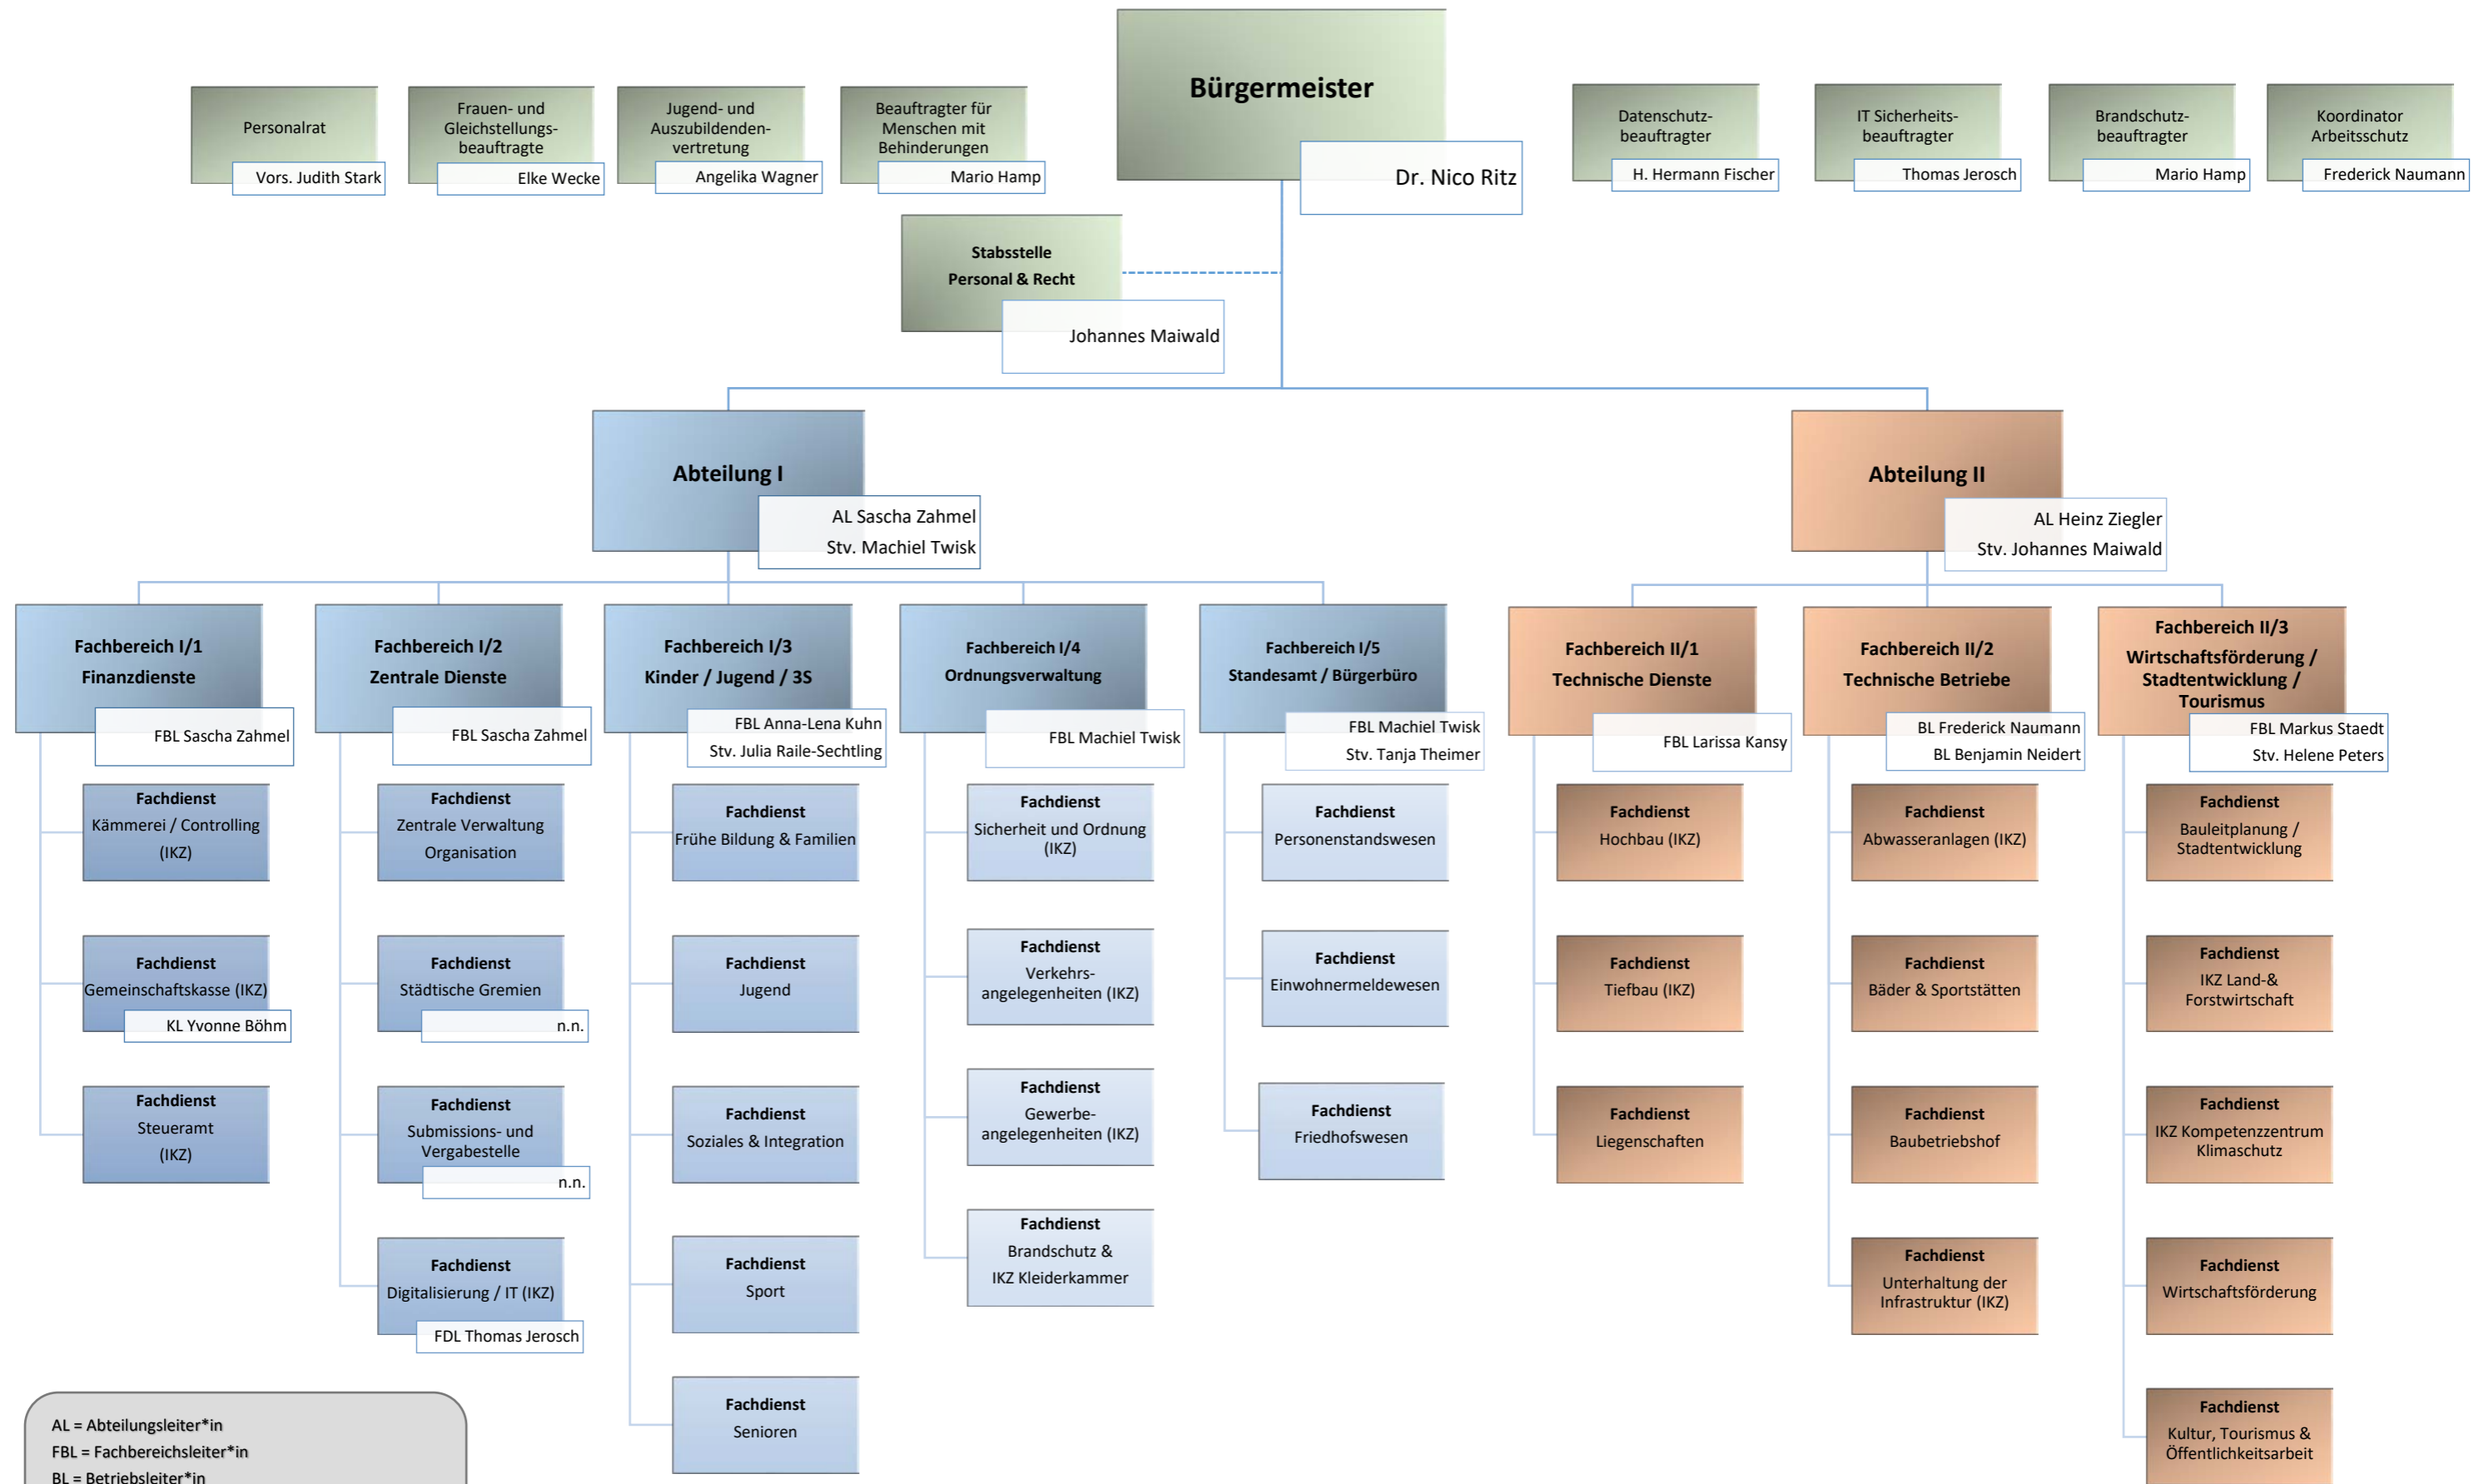 Bürgermeister
Dr. Nico Ritz
Personalrat
Vors. Judith Stark
Frauen- und
Gleichstellungs-
beauftragte
Elke Wecke
Jugend- und
Auszubildenden-
vertretung
Angelika Wagner
Beauftragter für
Menschen mit
Behinderungen
Mario Hamp
Datenschutz-
beauftragter
H. Hermann Fischer
IT Sicherheits-
beauftragter
Thomas Jerosch
Brandschutz-
beauftragter
Mario Hamp
Koordinator
Arbeitsschutz
Frederick Naumann
Stabsstelle
Personal & Recht
Johannes Maiwald
Abteilung I
AL Sascha Zahmel
Stv. Machiel Twisk
Abteilung II
AL Heinz Ziegler
Stv. Johannes Maiwald
Fachbereich I/1
Finanzdienste
FBL Sascha Zahmel
Fachdienst
Kämmerei / Controlling
(IKZ)
Fachdienst
Gemeinschaftskasse (IKZ)
KL Yvonne Böhm
Fachdienst
Steueramt
(IKZ)
Fachbereich I/2
Zentrale Dienste
FBL Sascha Zahmel
Fachdienst
Zentrale Verwaltung
Organisation
Fachdienst
Städtische Gremien
n.n.
Fachdienst
Submissions- und
Vergabestelle
n.n.
Fachdienst
Digitalisierung / IT (IKZ)
FDL Thomas Jerosch
Fachbereich I/3
Kinder / Jugend / 3S
FBL Anna-Lena Kuhn
Stv. Julia Raile-Sechtling
Fachdienst
Frühe Bildung & Familien
Fachdienst
Jugend
Fachdienst
Soziales & Integration
Fachdienst
Sport
Fachdienst
Senioren
Fachbereich I/4
Ordnungsverwaltung
FBL Machiel Twisk
Fachdienst
Sicherheit und Ordnung
(IKZ)
Fachdienst
Verkehrs-
angelegenheiten (IKZ)
Fachdienst
Gewerbe-
angelegenheiten (IKZ)
Fachdienst
Brandschutz &
IKZ Kleiderkammer
Fachbereich I/5
Standesamt / Bürgerbüro
FBL Machiel Twisk
Stv. Tanja Theimer
Fachdienst
Personenstandswesen
Fachdienst
Einwohnermeldewesen
Fachdienst
Friedhofswesen
Fachbereich II/1
Technische Dienste
FBL Larissa Kansy
Fachdienst
Hochbau (IKZ)
Fachdienst
Tiefbau (IKZ)
Fachdienst
Liegenschaften
Fachbereich II/2
Technische Betriebe
BL Frederick Naumann
BL Benjamin Neidert
Fachdienst
Abwasseranlagen (IKZ)
Fachdienst
Bäder & Sportstätten
Fachdienst
Baubetriebshof
Fachdienst
Unterhaltung der
Infrastruktur (IKZ)
Fachbereich II/3
Wirtschaftsförderung /
Stadtentwicklung /
Tourismus
FBL Markus Staedt
Stv. Helene Peters
Fachdienst
Bauleitplanung /
Stadtentwicklung
Fachdienst
IKZ Land-&
Forstwirtschaft
Fachdienst
IKZ Kompetenzzentrum
Klimaschutz
Fachdienst
Wirtschaftsförderung
Fachdienst
Kultur, Tourismus &
Öffentlichkeitsarbeit
AL = Abteilungsleiter*in
FBL = Fachbereichsleiter*in
BL = Betriebsleiter*in